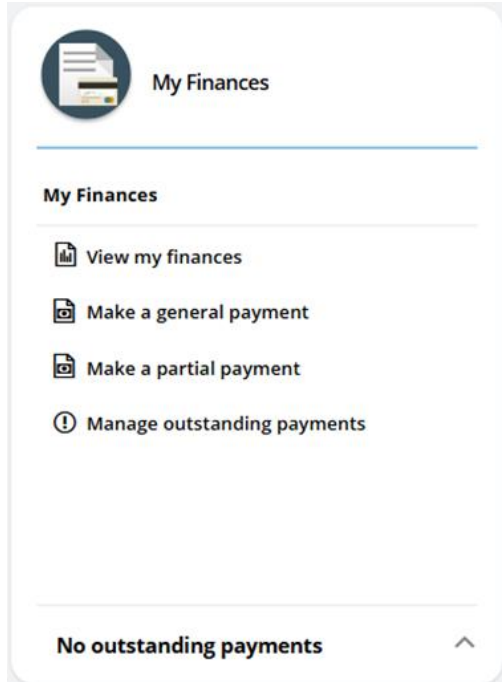 My Finances
My Finances
View my finances
Make a general payment
Make a partial payment
Manage outstanding payments
No outstanding payments